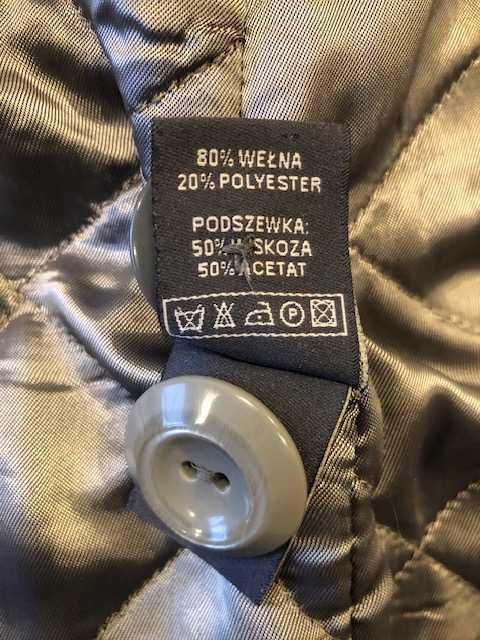 80% WEŁNA
20% POLYESTER
PODSZEWKA:
50% WISKOZA
50% ACETAT
P